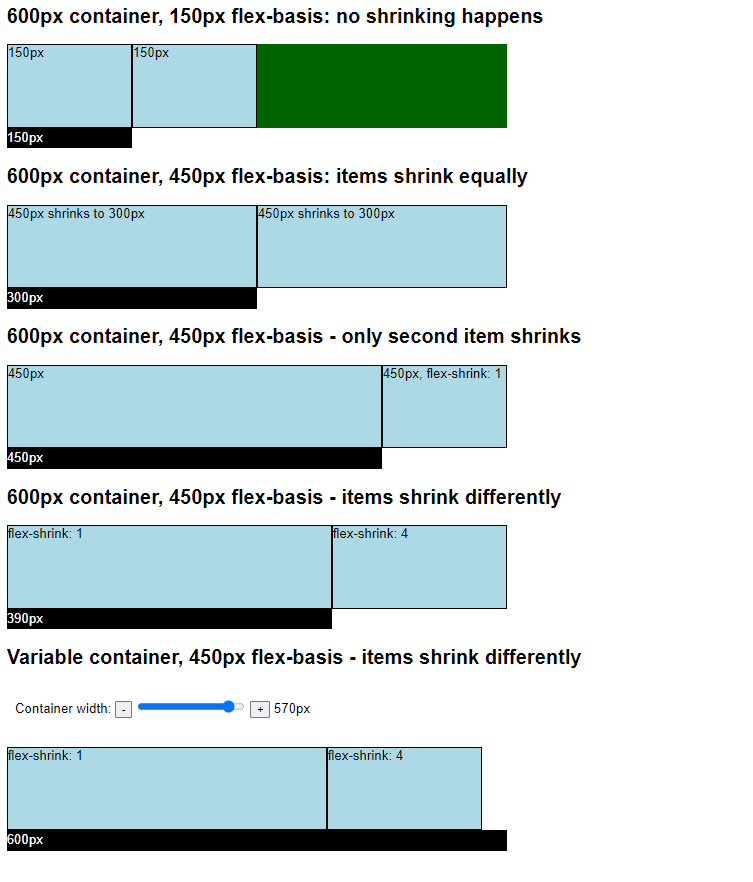 600px container, 150px flex-basis: no shrinking happens
150px 150px
150px
600px container, 450px flex-basis: items shrink equally
450px shrinks to 300px 450px shrinks to 300px
300px
600px container, 450px flex-basis - only second item shrinks
450px 450px, flex-shrink: 1
450px
600px container, 450px flex-basis - items shrink differently
flex-shrink: 1 flex-shrink: 4
390px
Variable container, 450px flex-basis - items shrink differently
Container width: - + 570px
flex-shrink: 1 flex-shrink: 4
600px